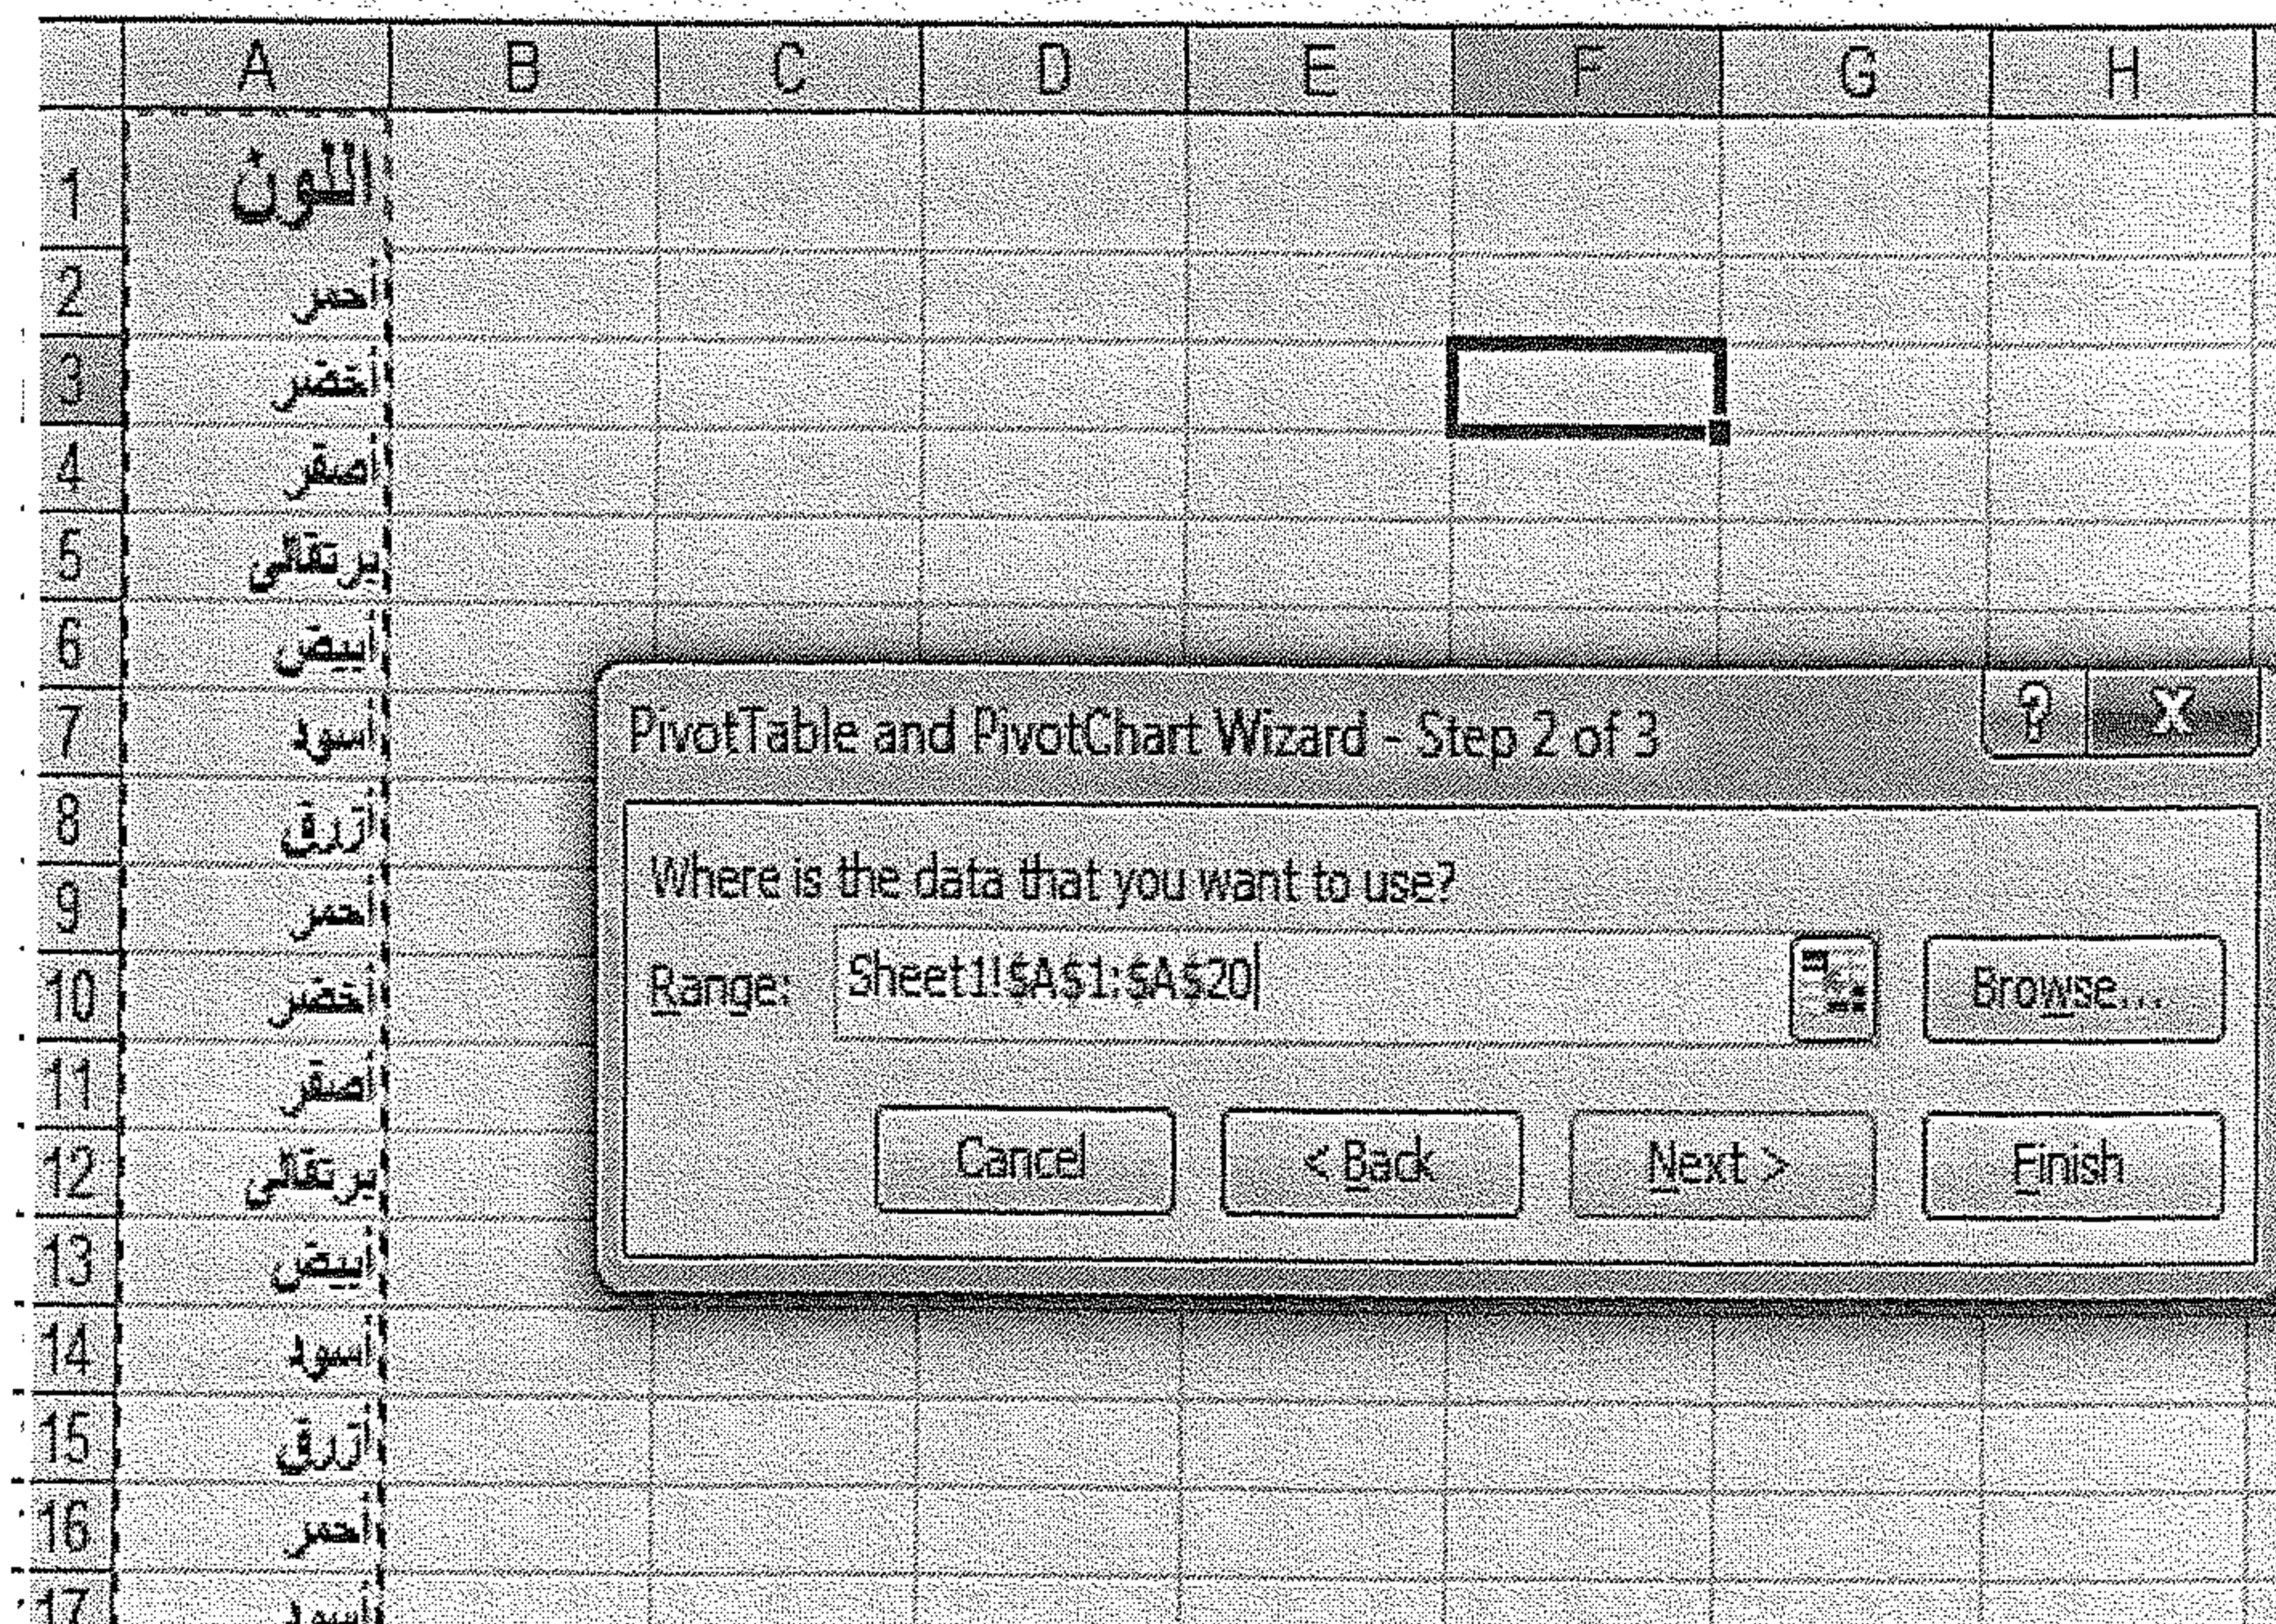 A B C D E F G H
1 اللون
2 أحمر
3 أخضر
4 أصفر
5 برتقالى
6 أبيض
7 أسود
8 أزرق
9 أحمر
10 أخضر
11 أصفر
12 برتقالى
13 أبيض
14 أسود
15 أزرق
16 أحمر
17 أسود
PivotTable and PivotChart Wizard - Step 2 of 3 ? X
Where is the data that you want to use?
Range: Sheet1!$A$1:$A$20 Browse...
Cancel < Back Next > Finish